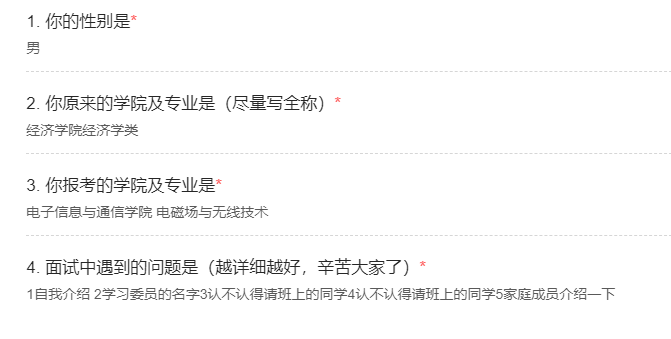 1. 你的性别是*
男
2. 你原来的学院及专业是（尽量写全称）*
经济学院经济学类
3. 你报考的学院及专业是*
电子信息与通信学院 电磁场与无线技术
4. 面试中遇到的问题是（越详细越好，辛苦大家了）*
1自我介绍 2学习委员的名字3认不认得请班上的同学4认不认得请班上的同学5家庭成员介绍一下